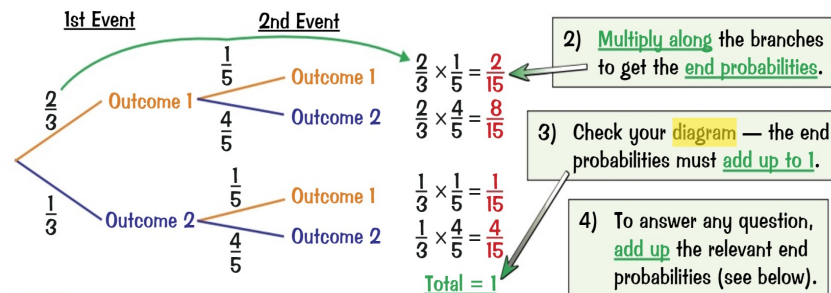 1st Event 2nd Event
1/5 Outcome 1 2/3 × 1/5 = 2/15
2/3 Outcome 1
4/5 Outcome 2 2/3 × 4/5 = 8/15
1/5 Outcome 1 1/3 × 1/5 = 1/15
1/3 Outcome 2
4/5 Outcome 2 1/3 × 4/5 = 4/15
Total = 1
2) Multiply along the branches
to get the end probabilities.
3) Check your diagram — the end
probabilities must add up to 1.
4) To answer any question,
add up the relevant end
probabilities (see below).